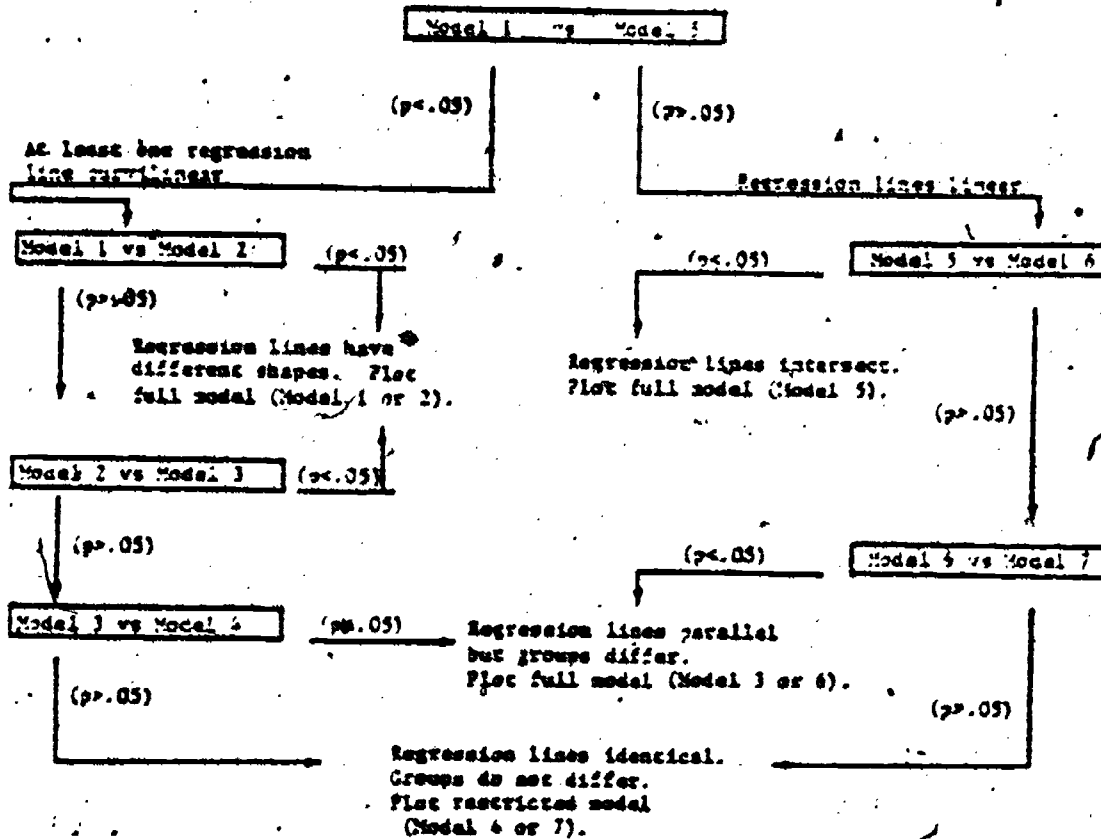 Model 1 vs Model 5
(p<.05)
(p>.05)
At least one regression
line curvilinear
Regression lines linear
Model 1 vs Model 2
(p<.05)
(p<.05)
Model 5 vs Model 6
(p>.05)
Regression lines have
different shapes. Plot
full model (Model 1 or 2).
Regression lines intersect.
Plot full model (Model 5).
(p>.05)
Model 2 vs Model 3
(p<.05)
(p>.05)
(p<.05)
Model 6 vs Model 7
Model 3 vs Model 4
.05)
Regression lines parallel
but groups differ.
Plot full model (Model 3 or 6).
(p>.05)
(p>.05)
Regression lines identical.
Groups do not differ.
Plot restricted model
(Model 4 or 7).